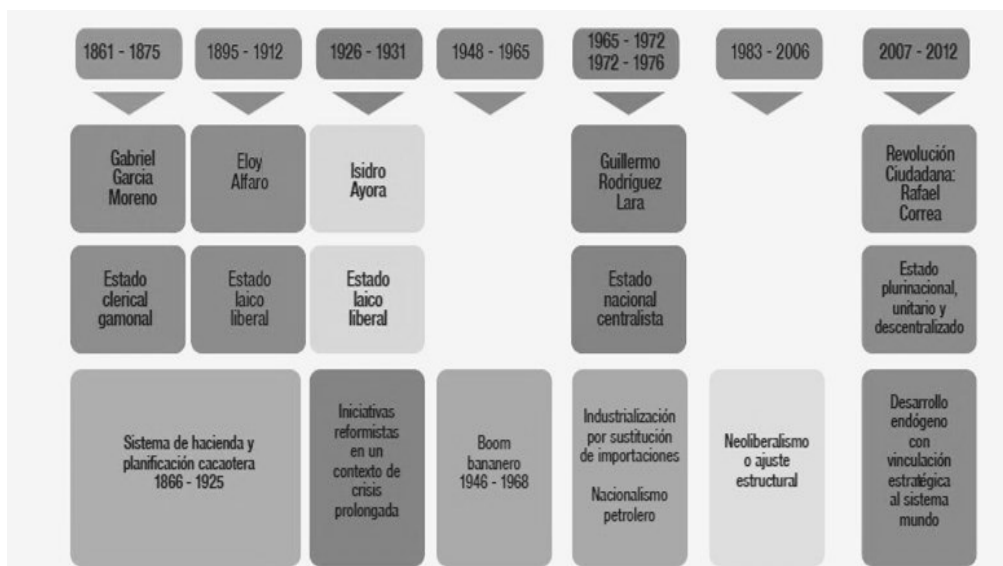 1861 - 1875
1895 - 1912
1926 - 1931
1948 - 1965
1965 - 1972
1972 - 1976
1983 - 2006
2007 - 2012
Gabriel
Garcia
Moreno
Eloy
Alfaro
Isidro
Ayora
Guillermo
Rodríguez
Lara
Revolución
Ciudadana:
Rafael
Correa
Estado
clerical
gamonal
Estado
laico
liberal
Estado
laico
liberal
Estado
nacional
centralista
Estado
plurinacional,
unitario y
descentralizado
Sistema de hacienda y
planificación cacaotera
1866 - 1925
Iniciativas
reformistas
en un
contexto de
crisis
prolongada
Boom
bananero
1946 - 1968
Industrialización
por sustitución
de importaciones
Nacionalismo
petrolero
Neoliberalismo
o ajuste
estructural
Desarrollo
endógeno
con
vinculación
estratégica
al sistema
mundo